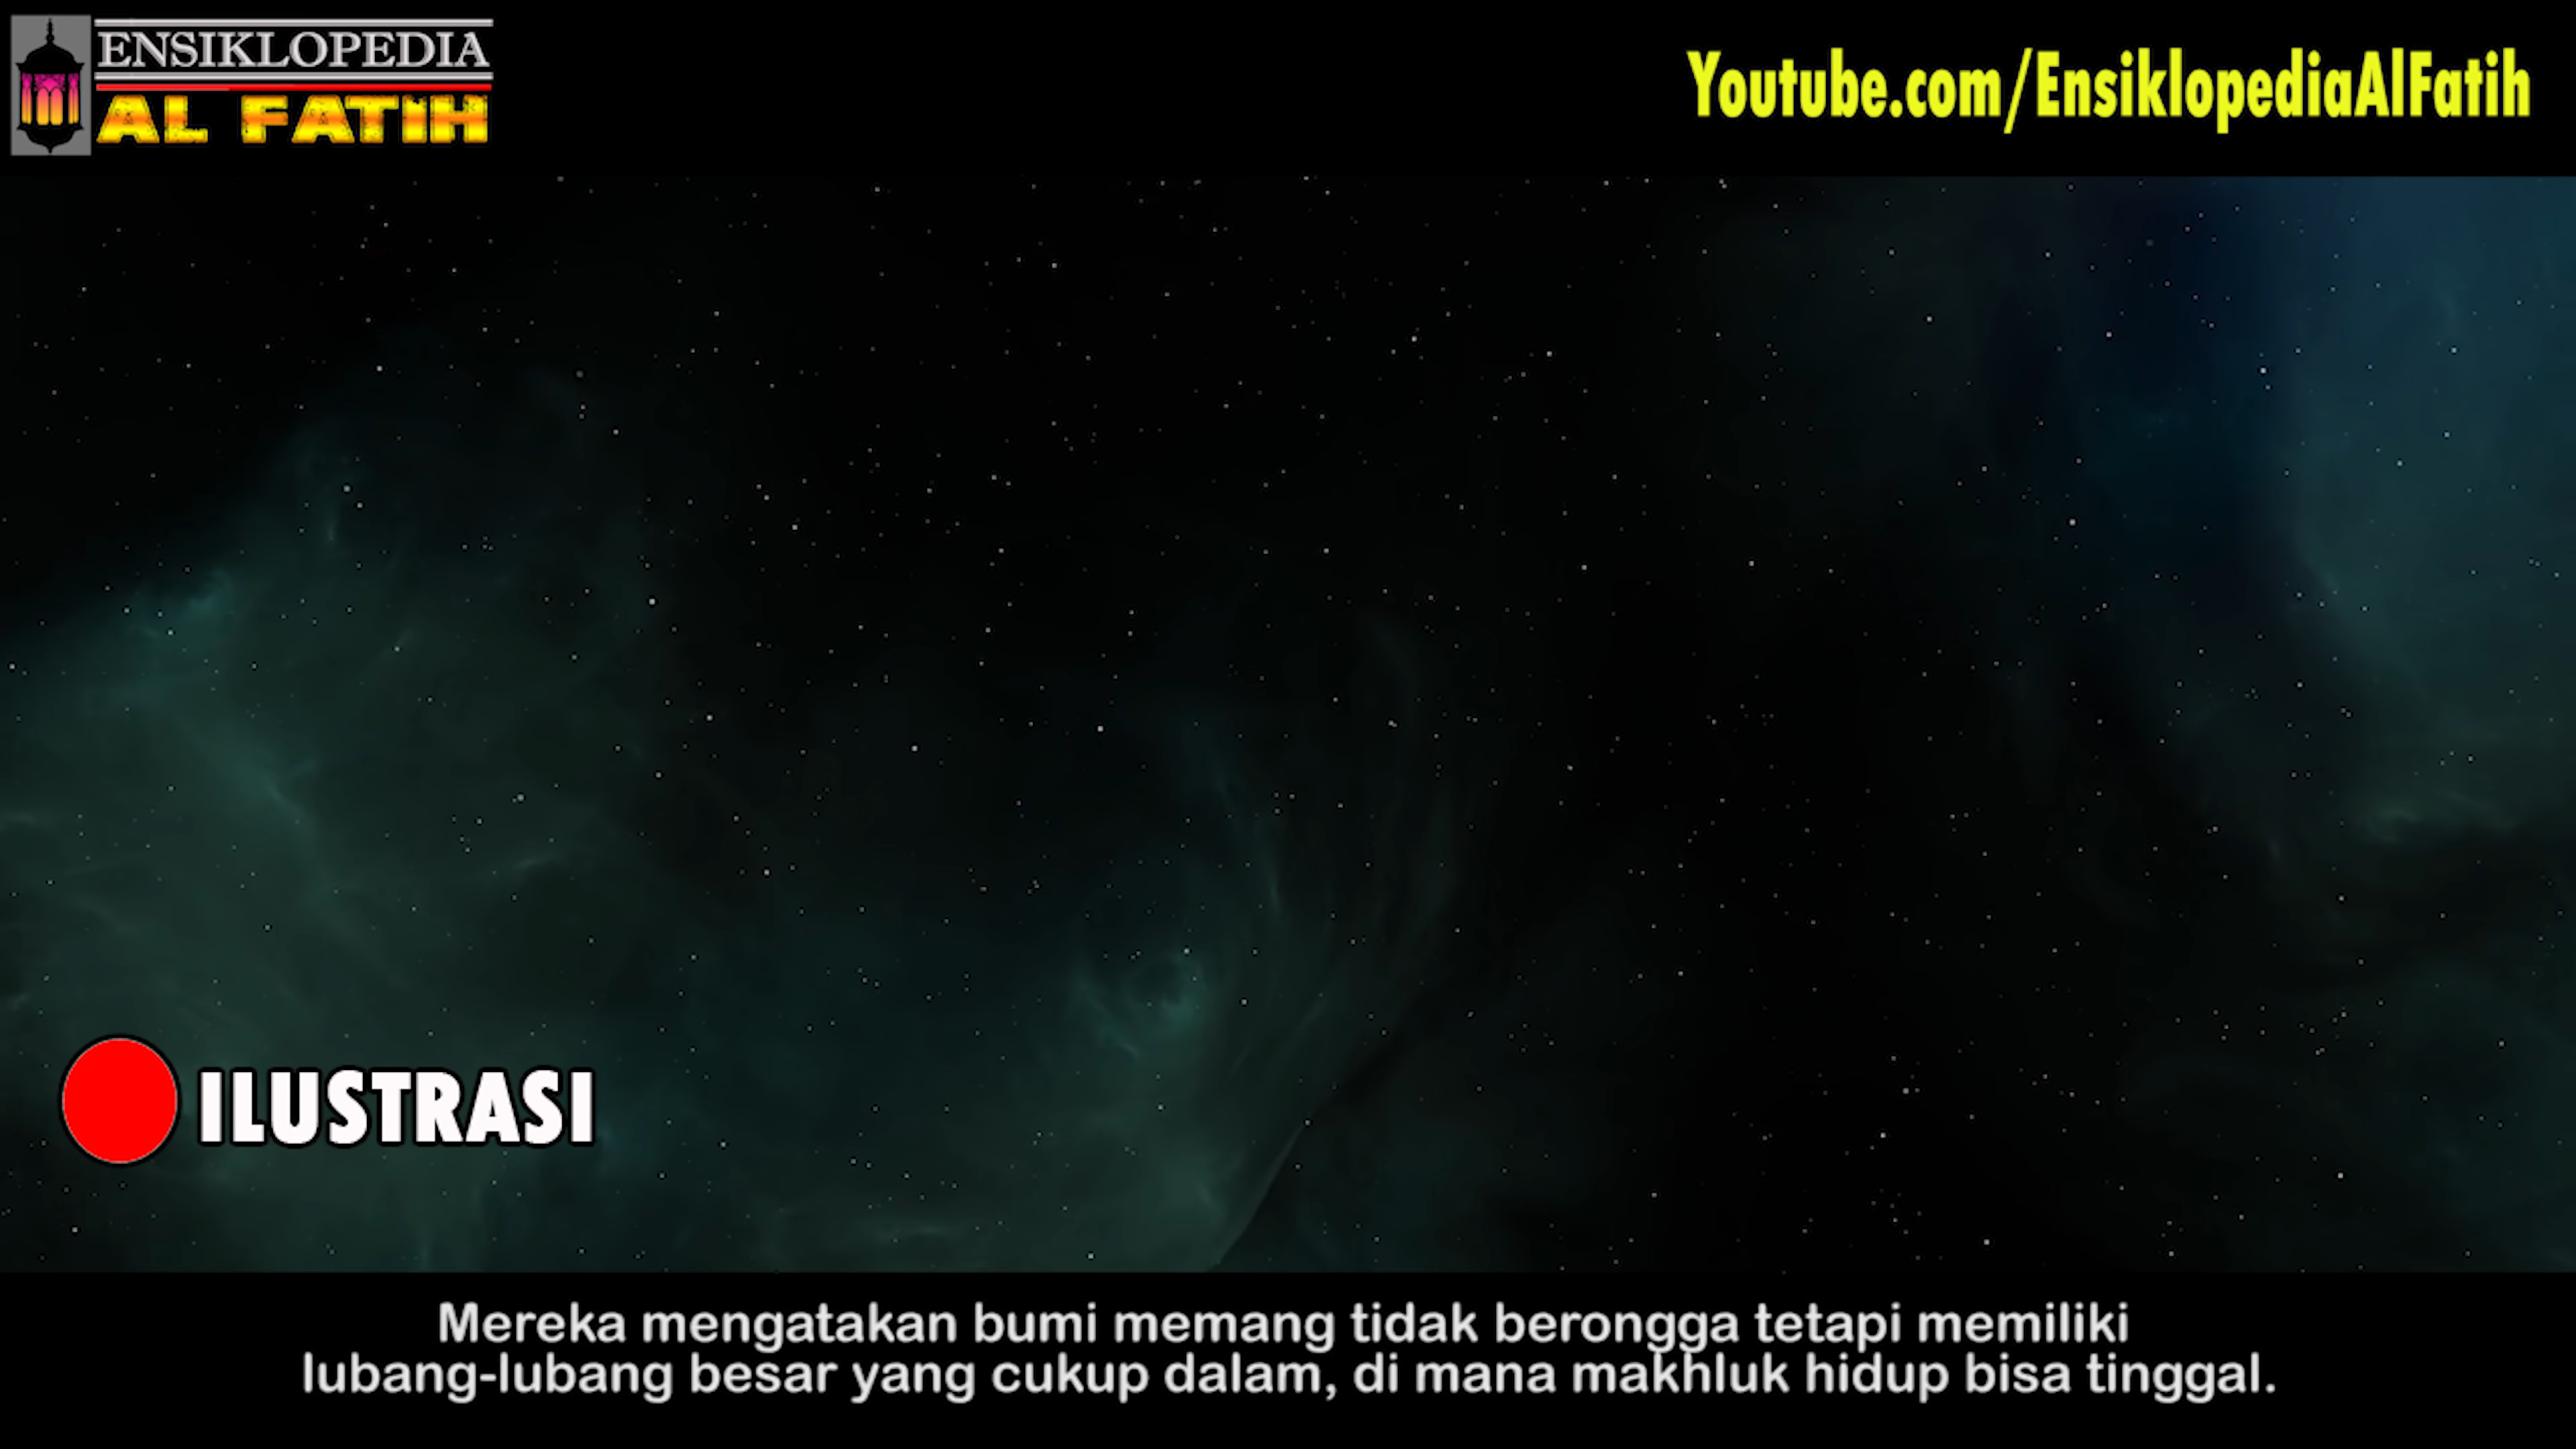 ENSIKLOPEDIA
AL FATIH
Youtube.com/EnsiklopediaAlFatih
ILUSTRASI
Mereka mengatakan bumi memang tidak berongga tetapi memiliki
lubang-lubang besar yang cukup dalam, di mana makhluk hidup bisa tinggal.